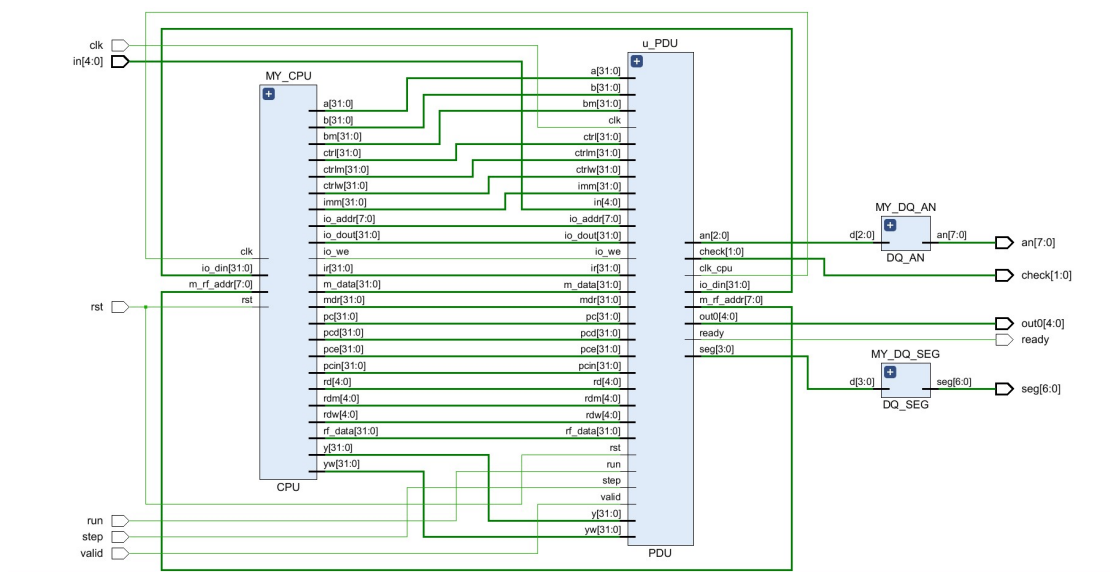 clk
in[4:0]
rst
run
step
valid
MY_CPU
clk
io_din[31:0]
m_rf_addr[7:0]
rst
a[31:0]
b[31:0]
bm[31:0]
ctrl[31:0]
ctrlm[31:0]
ctrlw[31:0]
imm[31:0]
io_addr[7:0]
io_dout[31:0]
io_we
ir[31:0]
m_data[31:0]
mdr[31:0]
pc[31:0]
pcd[31:0]
pce[31:0]
pcin[31:0]
rd[4:0]
rdm[4:0]
rdw[4:0]
rf_data[31:0]
y[31:0]
yw[31:0]
CPU
u_PDU
a[31:0]
b[31:0]
bm[31:0]
clk
ctrl[31:0]
ctrlm[31:0]
ctrlw[31:0]
imm[31:0]
in[4:0]
io_addr[7:0]
io_dout[31:0]
io_we
ir[31:0]
m_data[31:0]
mdr[31:0]
pc[31:0]
pcd[31:0]
pce[31:0]
pcin[31:0]
rd[4:0]
rdm[4:0]
rdw[4:0]
rf_data[31:0]
rst
run
step
valid
y[31:0]
yw[31:0]
an[2:0]
check[1:0]
clk_cpu
io_din[31:0]
m_rf_addr[7:0]
out0[4:0]
ready
seg[3:0]
PDU
MY_DQ_AN
d[2:0]
an[7:0]
DQ_AN
MY_DQ_SEG
d[3:0]
seg[6:0]
DQ_SEG
an[7:0]
check[1:0]
out0[4:0]
ready
seg[6:0]